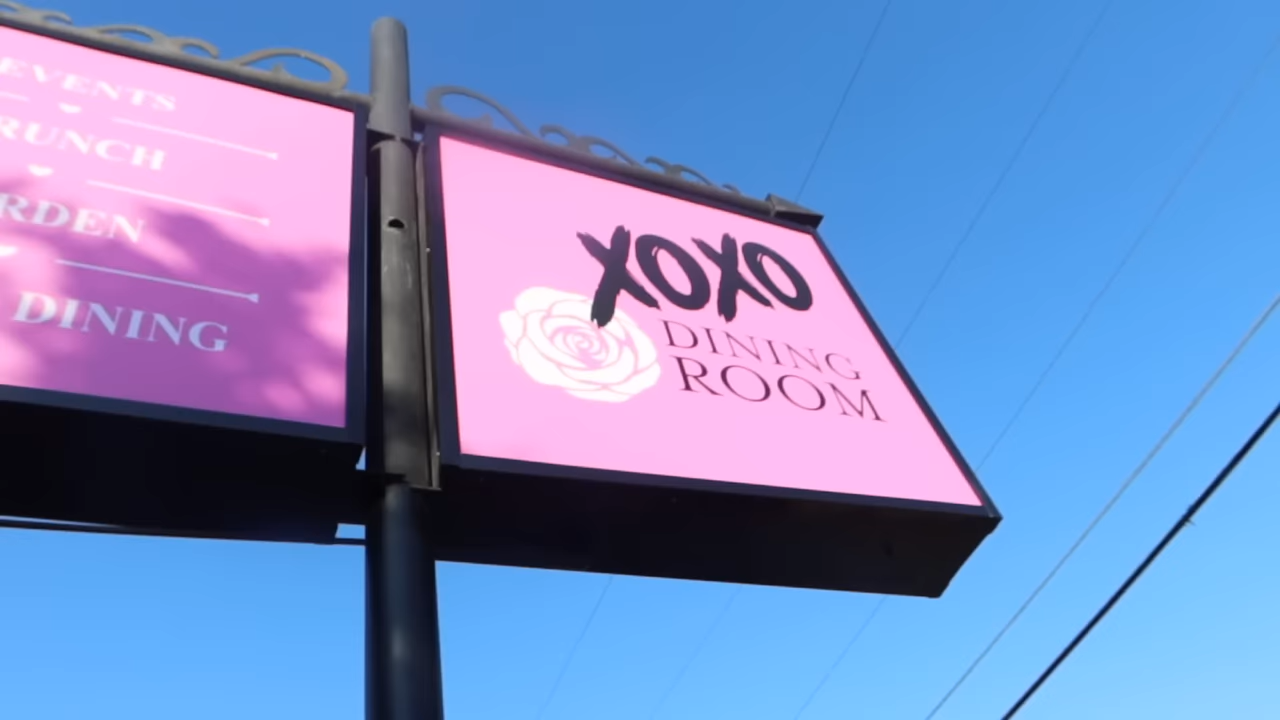 EVENTS
RUNCH
RDEN
DINING
XOXO
DINING
ROOM